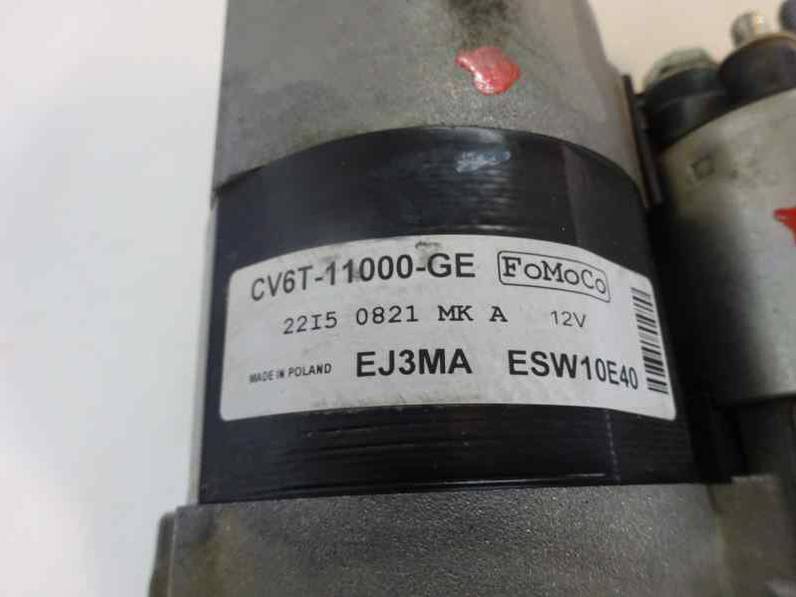 CV6T-11000-GE FoMoCo
22I5 0821 MK A 12V
MADE IN POLAND EJ3MA ESW10E40